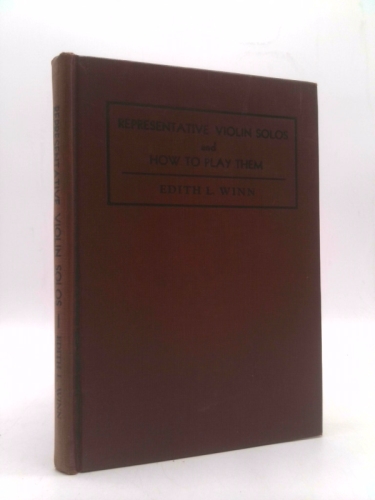 REPRESENTATIVE VIOLIN SOLOS
and
HOW TO PLAY THEM
EDITH L. WINN
REPRESENTATIVE VIOLIN SOLOS — EDITH L. WINN